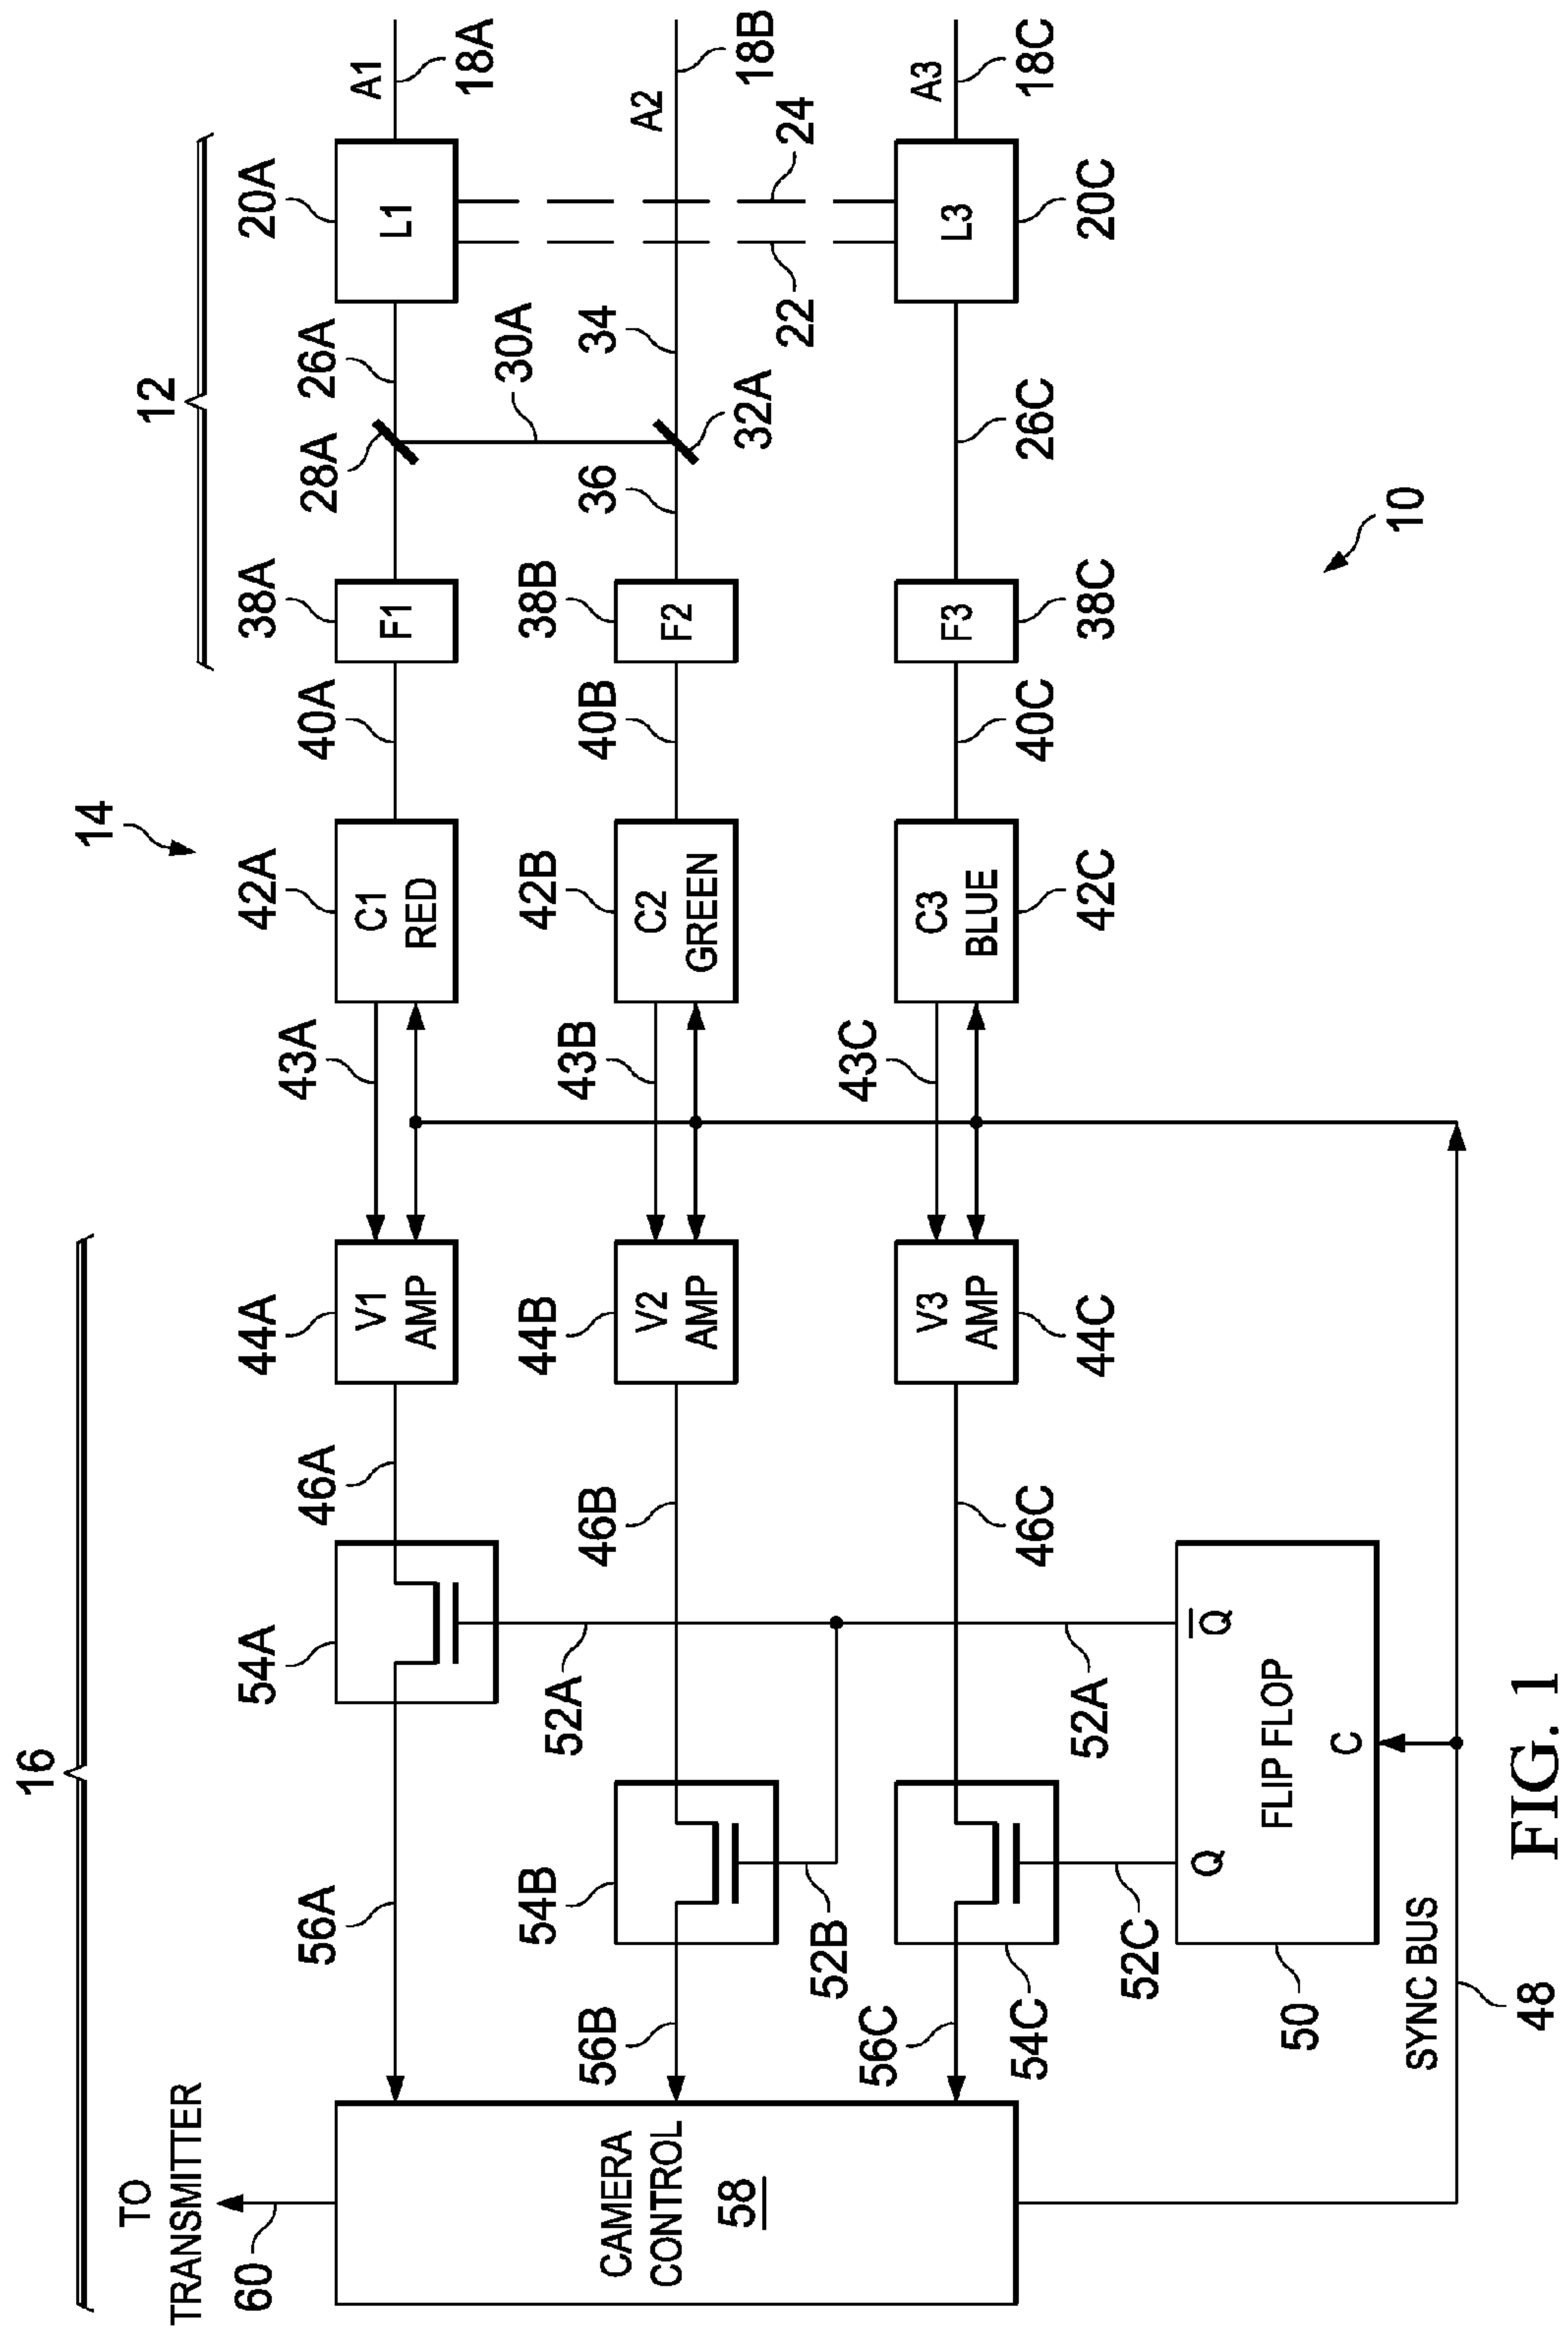 16
14
12
TO
TRANSMITTER
60
54A
44A
42A
38A
20A
56A
46A
43A
40A
28A
26A
V1
AMP
C1
RED
F1
L1
A1
18A
30A
54B
44B
42B
38B
52A
56B
46B
43B
40B
36
34
CAMERA
CONTROL
58
V2
AMP
C2
GREEN
F2
A2
32A
18B
22
24
52B
56C
43C
V3
AMP
C3
BLUE
F3
L3
A3
54C
46C
40C
26C
18C
52A
44C
42C
38C
20C
52C
Q
Q̅
FLIP FLOP
C
50
10
SYNC BUS
48
FIG. 1